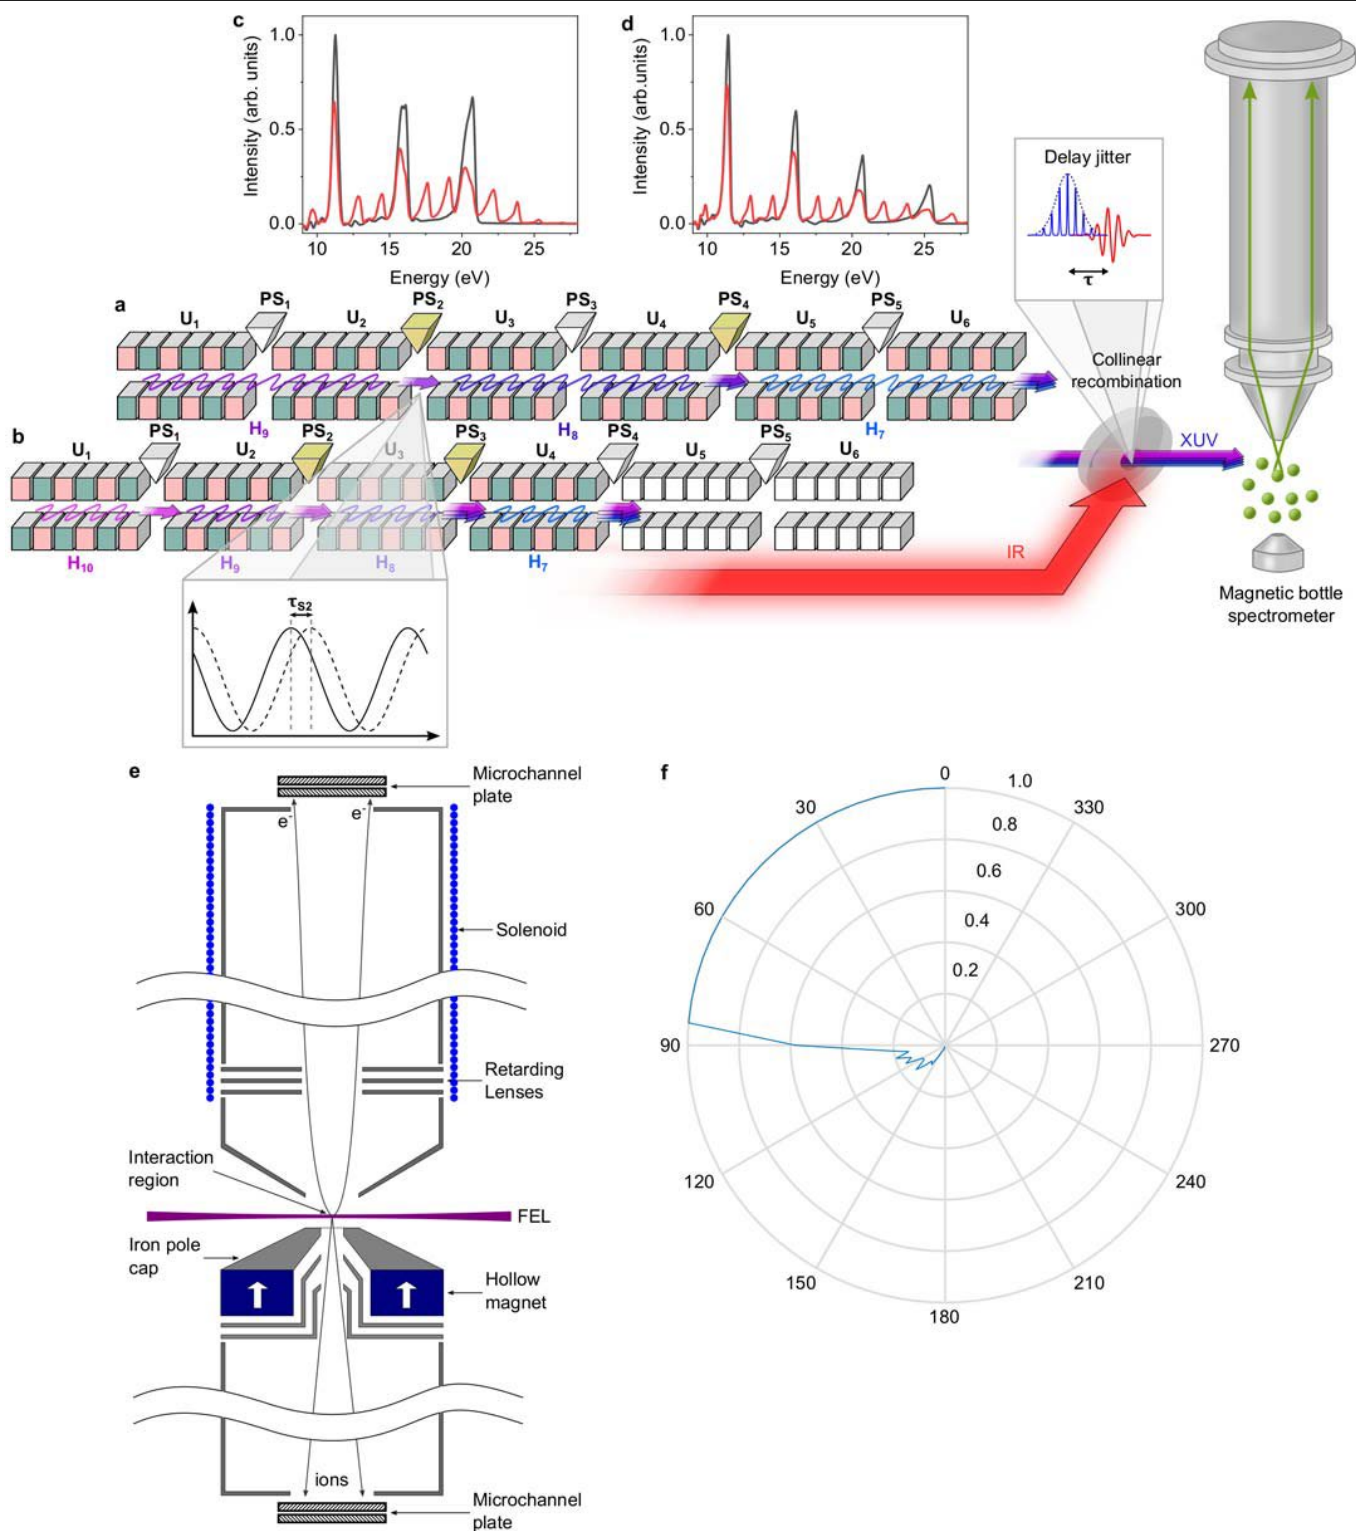 c
d
Intensity (arb. units)
1.0
0.5
0.0
10 15 20 25
Energy (eV)
Intensity (arb.units)
1.0
0.5
0.0
10 15 20 25
Energy (eV)
Delay jitter
τ
a
PS1 PS2 PS3 PS4 PS5
U1 U2 U3 U4 U5 U6
H9 H8 H7
Collinear
recombination
b
PS1 PS2 PS3 PS4 PS5
U1 U2 U3 U4 U5 U6
H10 H9 H8 H7
XUV
IR
Magnetic bottle
spectrometer
τS2
e
Microchannel
plate
e-
e-
Solenoid
Retarding
Lenses
Interaction
region
FEL
Iron pole
cap
Hollow
magnet
ions
Microchannel
plate
f
0
30
60
90
120
150
180
210
240
270
300
330
1.0
0.8
0.6
0.4
0.2